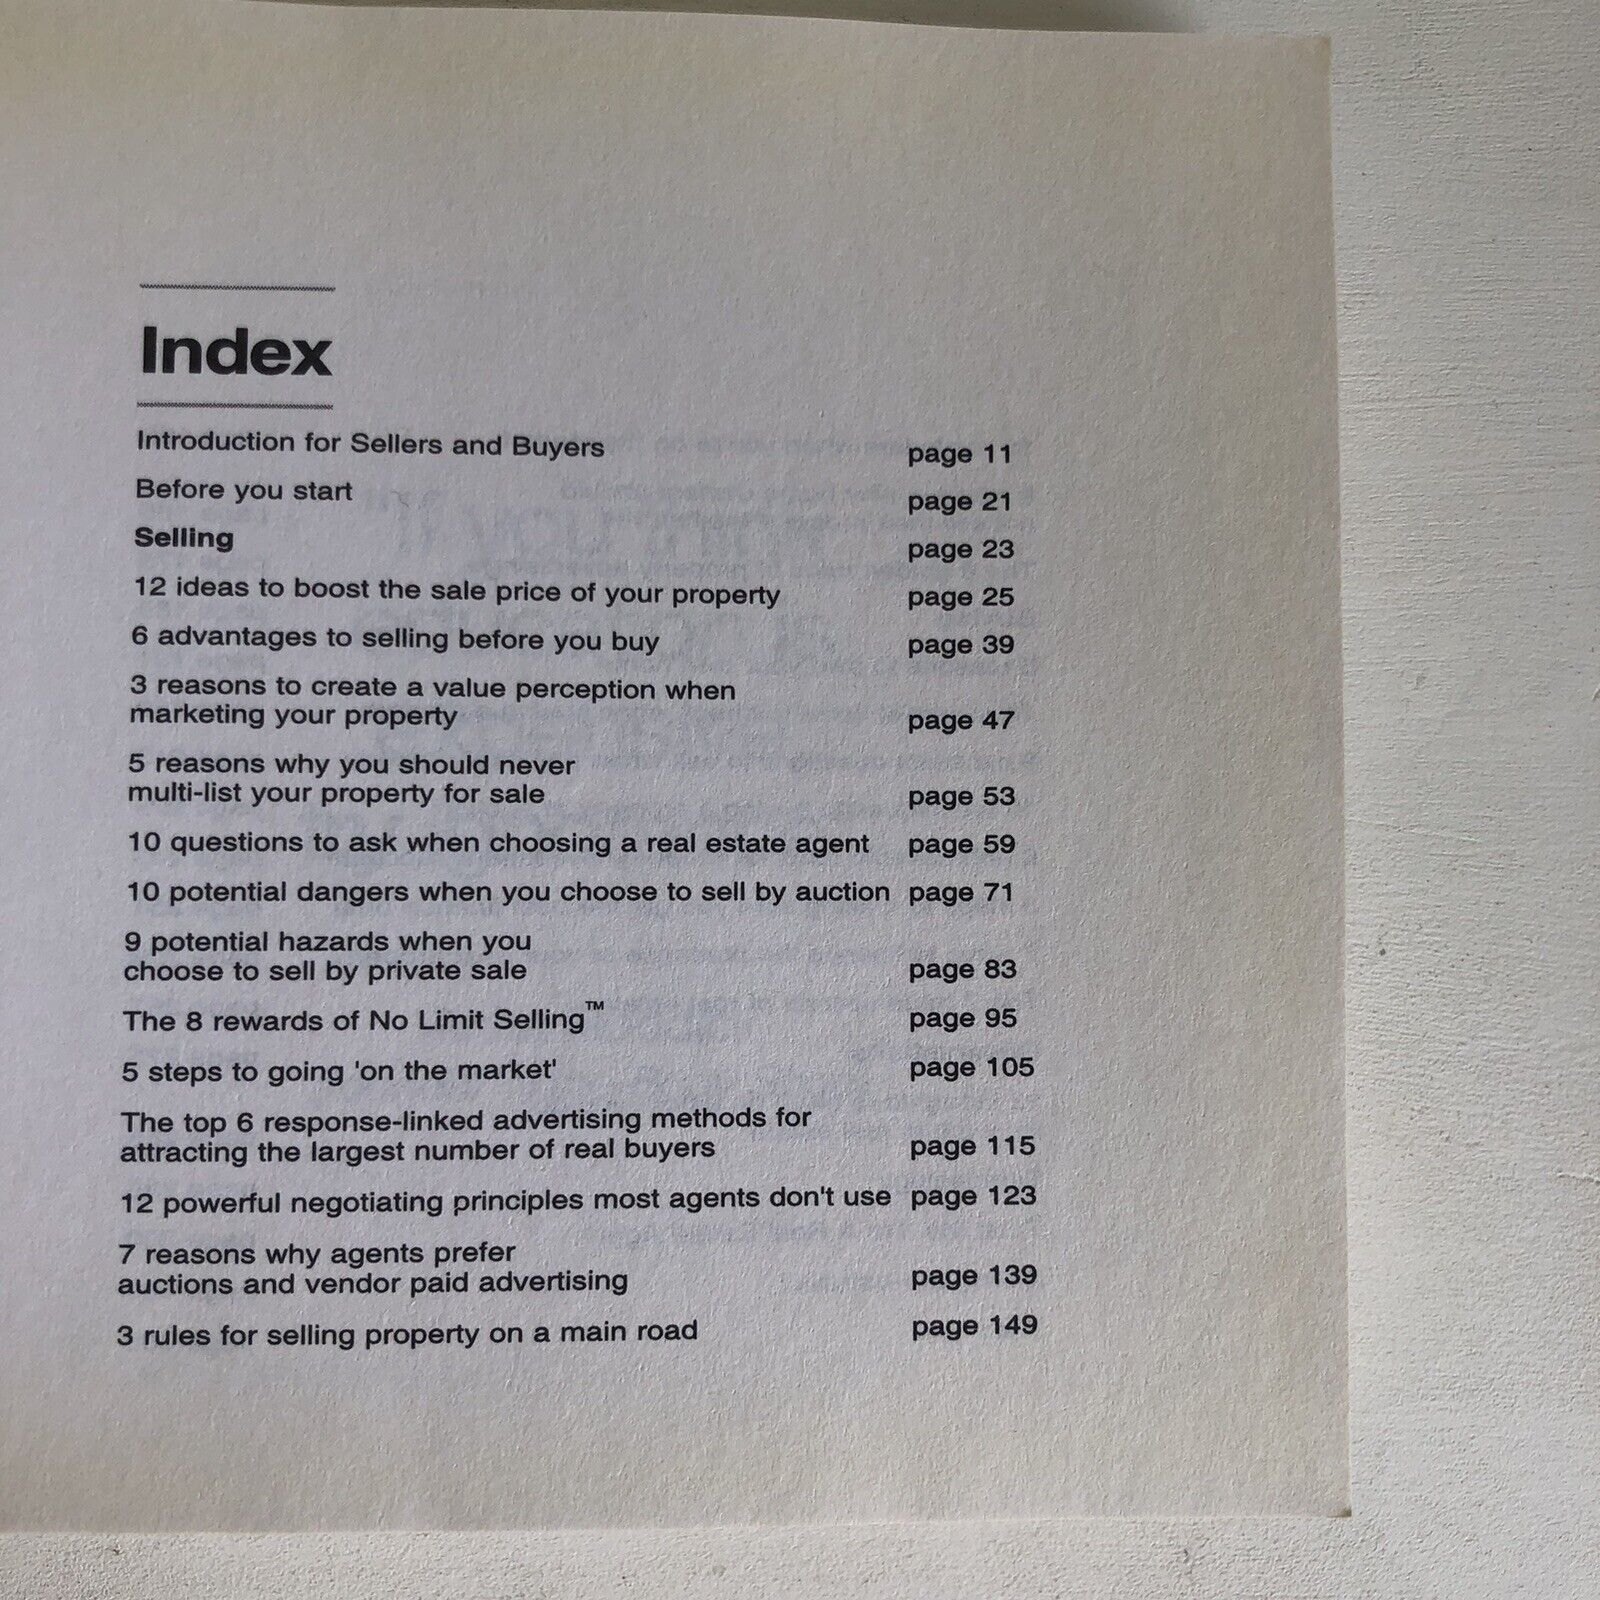 Index
Introduction for Sellers and Buyers page 11
Before you start page 21
Selling page 23
12 ideas to boost the sale price of your property page 25
6 advantages to selling before you buy page 39
3 reasons to create a value perception when
marketing your property page 47
5 reasons why you should never
multi-list your property for sale page 53
10 questions to ask when choosing a real estate agent page 59
10 potential dangers when you choose to sell by auction page 71
9 potential hazards when you
choose to sell by private sale page 83
The 8 rewards of No Limit Selling™ page 95
5 steps to going 'on the market' page 105
The top 6 response-linked advertising methods for
attracting the largest number of real buyers page 115
12 powerful negotiating principles most agents don't use page 123
7 reasons why agents prefer
auctions and vendor paid advertising page 139
3 rules for selling property on a main road page 149